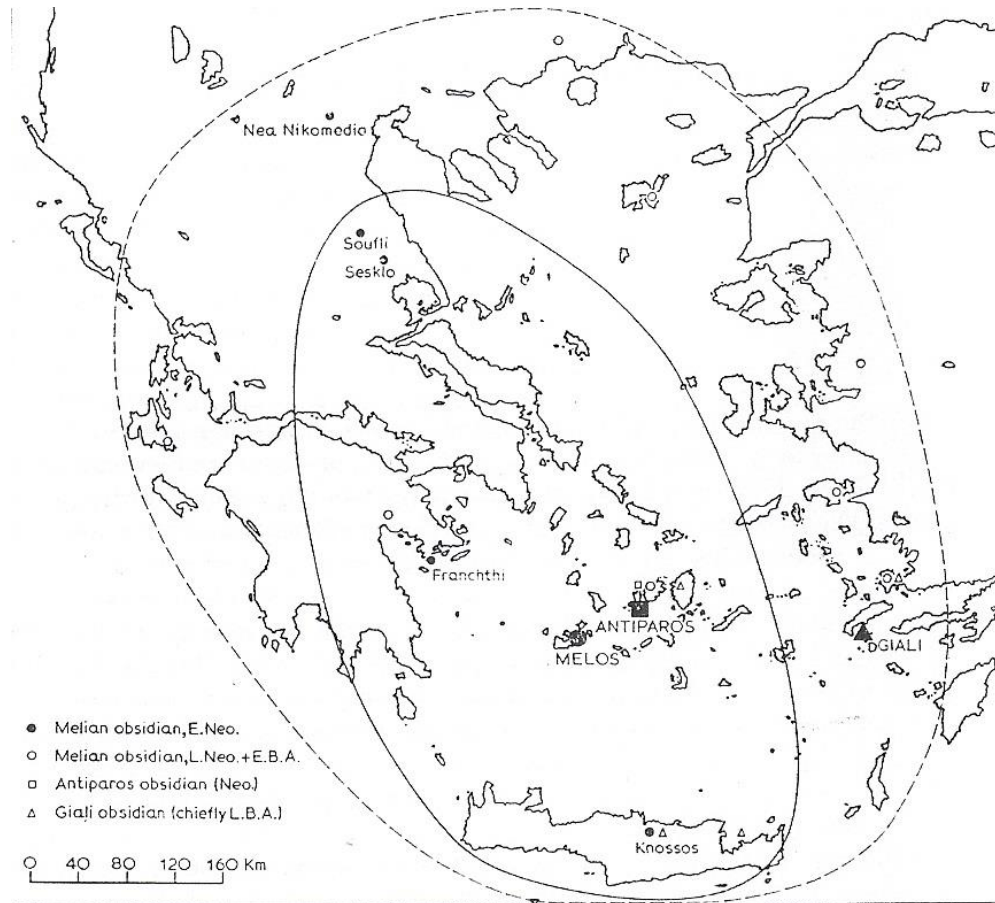 Nea Nikomedio
Soufli
Sesklo
Franchthi
ANTIPAROS
MELOS
GIALI
Knossos
Melian obsidian, E.Neo.
Melian obsidian, L.Neo.+E.B.A.
Antiparos obsidian (Neo.)
Giali obsidian (chiefly L.B.A.)
0 40 80 120 160 Km